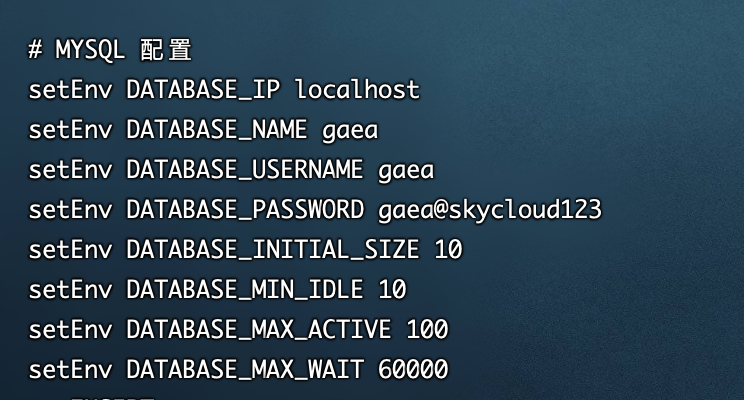 # MYSQL 配置
setEnv DATABASE_IP localhost
setEnv DATABASE_NAME gaea
setEnv DATABASE_USERNAME gaea
setEnv DATABASE_PASSWORD gaea@skycloud123
setEnv DATABASE_INITIAL_SIZE 10
setEnv DATABASE_MIN_IDLE 10
setEnv DATABASE_MAX_ACTIVE 100
setEnv DATABASE_MAX_WAIT 60000